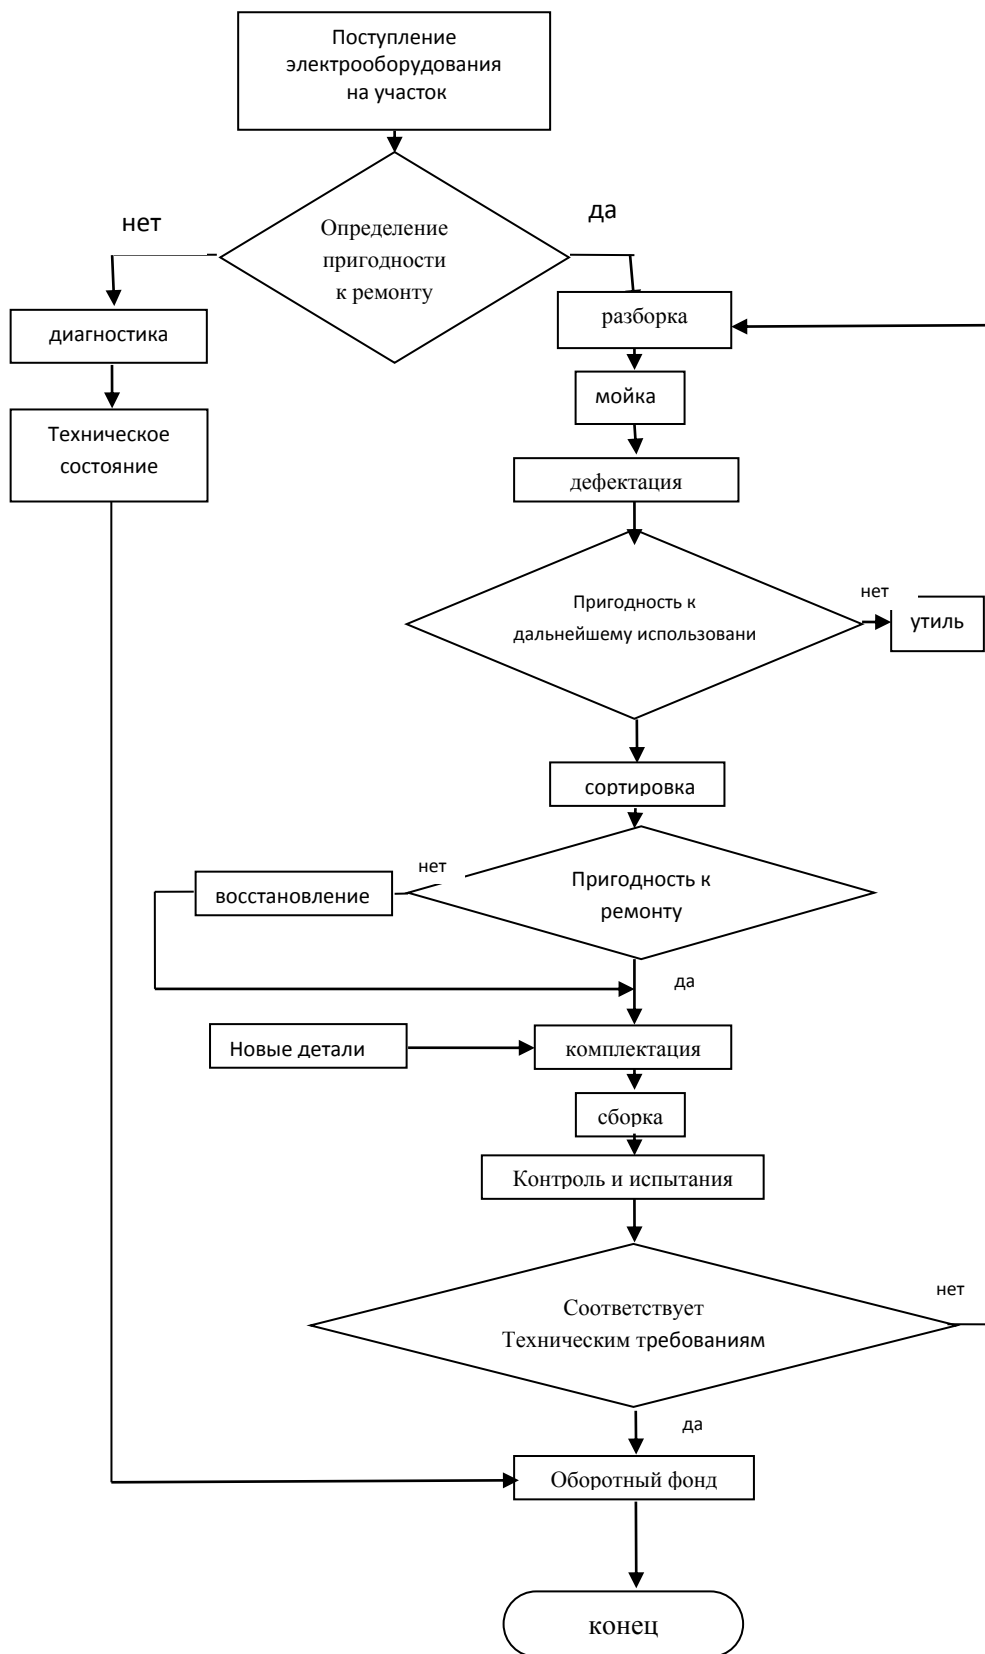 Поступление
электрооборудования
на участок
нет
да
Определение
пригодности
к ремонту
диагностика
разборка
мойка
Техническое
состояние
дефектация
Пригодность к
дальнейшему использовани
нет
утиль
сортировка
нет
восстановление
Пригодность к
ремонту
да
Новые детали
комплектация
сборка
Контроль и испытания
Соответствует
Техническим требованиям
нет
да
Оборотный фонд
конец